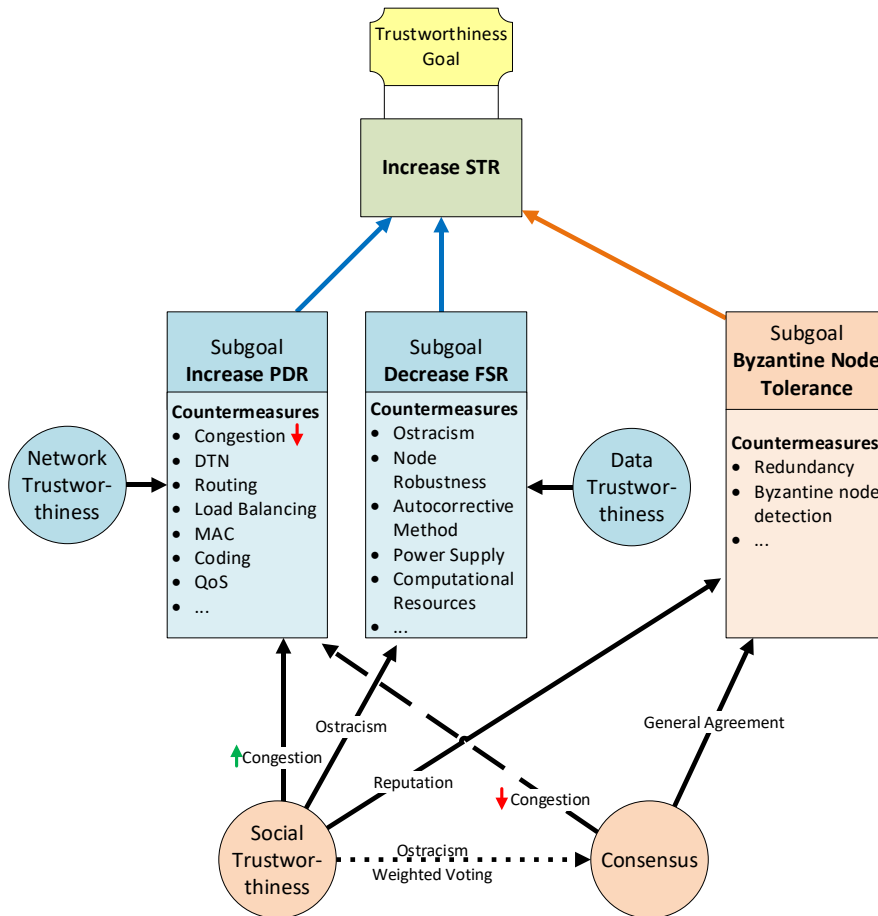 Trustworthiness
Goal
Increase STR
Subgoal
Increase PDR
Countermeasures
• Congestion
• DTN
• Routing
• Load Balancing
• MAC
• Coding
• QoS
• ...
Subgoal
Decrease FSR
Countermeasures
• Ostracism
• Node
Robustness
• Autocorrective
Method
• Power Supply
• Computational
Resources
• ...
Subgoal
Byzantine Node
Tolerance
Countermeasures
• Redundancy
• Byzantine node
detection
• ...
Network
Trustwor-
thiness
Data
Trustwor-
thiness
Ostracism
General Agreement
Congestion
Reputation
Congestion
Social
Trustwor-
thiness
Ostracism
Weighted Voting
Consensus